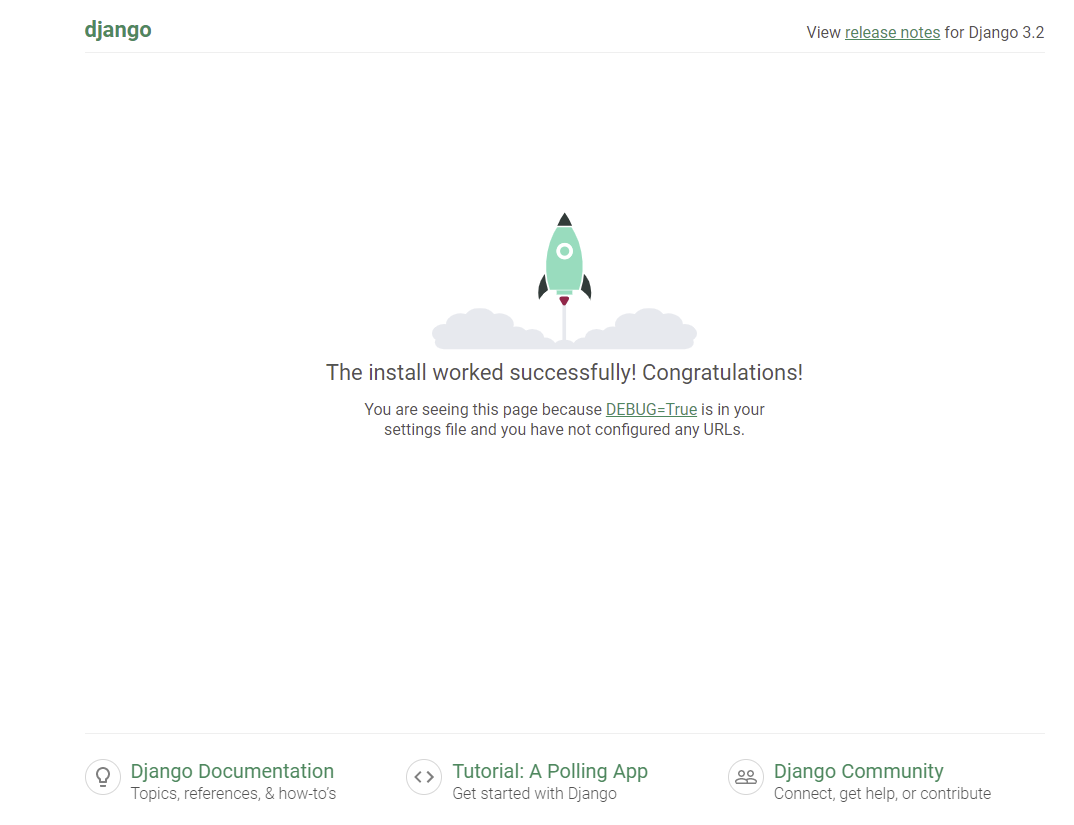 django
View release notes for Django 3.2
The install worked successfully! Congratulations!
You are seeing this page because DEBUG=True is in your
settings file and you have not configured any URLs.
Django Documentation
Topics, references, & how-to’s
Tutorial: A Polling App
Get started with Django
Django Community
Connect, get help, or contribute